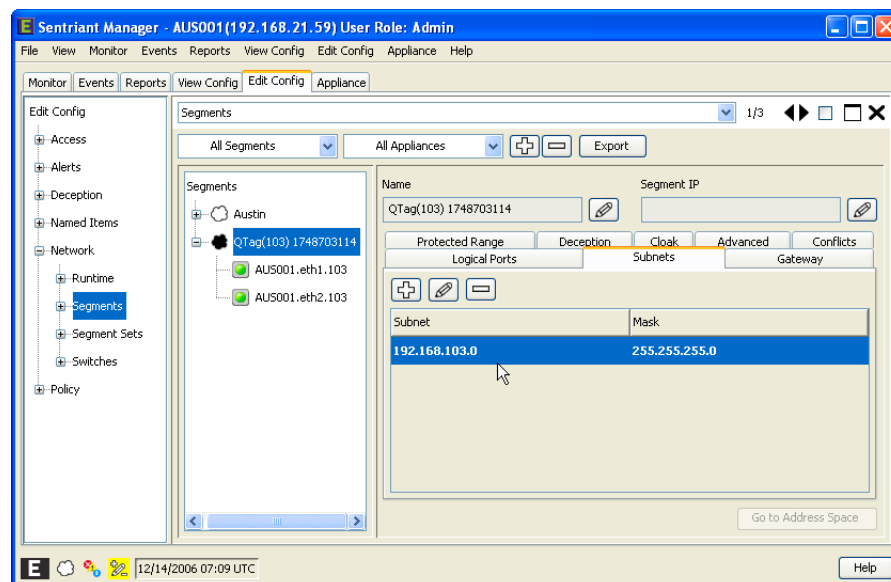 E Sentriant Manager - AUS001(192.168.21.59) User Role: Admin
File View Monitor Events Reports View Config Edit Config Appliance Help
Monitor Events Reports View Config Edit Config Appliance
Edit Config
Access
Alerts
Deception
Named Items
Network
Runtime
Segments
Segment Sets
Switches
Policy
Segments 1/3
All Segments All Appliances Export
Segments
Austin
QTag(103) 1748703114
AUS001.eth1.103
AUS001.eth2.103
Name Segment IP
QTag(103) 1748703114
Protected Range Deception Cloak Advanced Conflicts
Logical Ports Subnets Gateway
Subnet Mask
192.168.103.0 255.255.255.0
Go to Address Space
E 12/14/2006 07:09 UTC Help